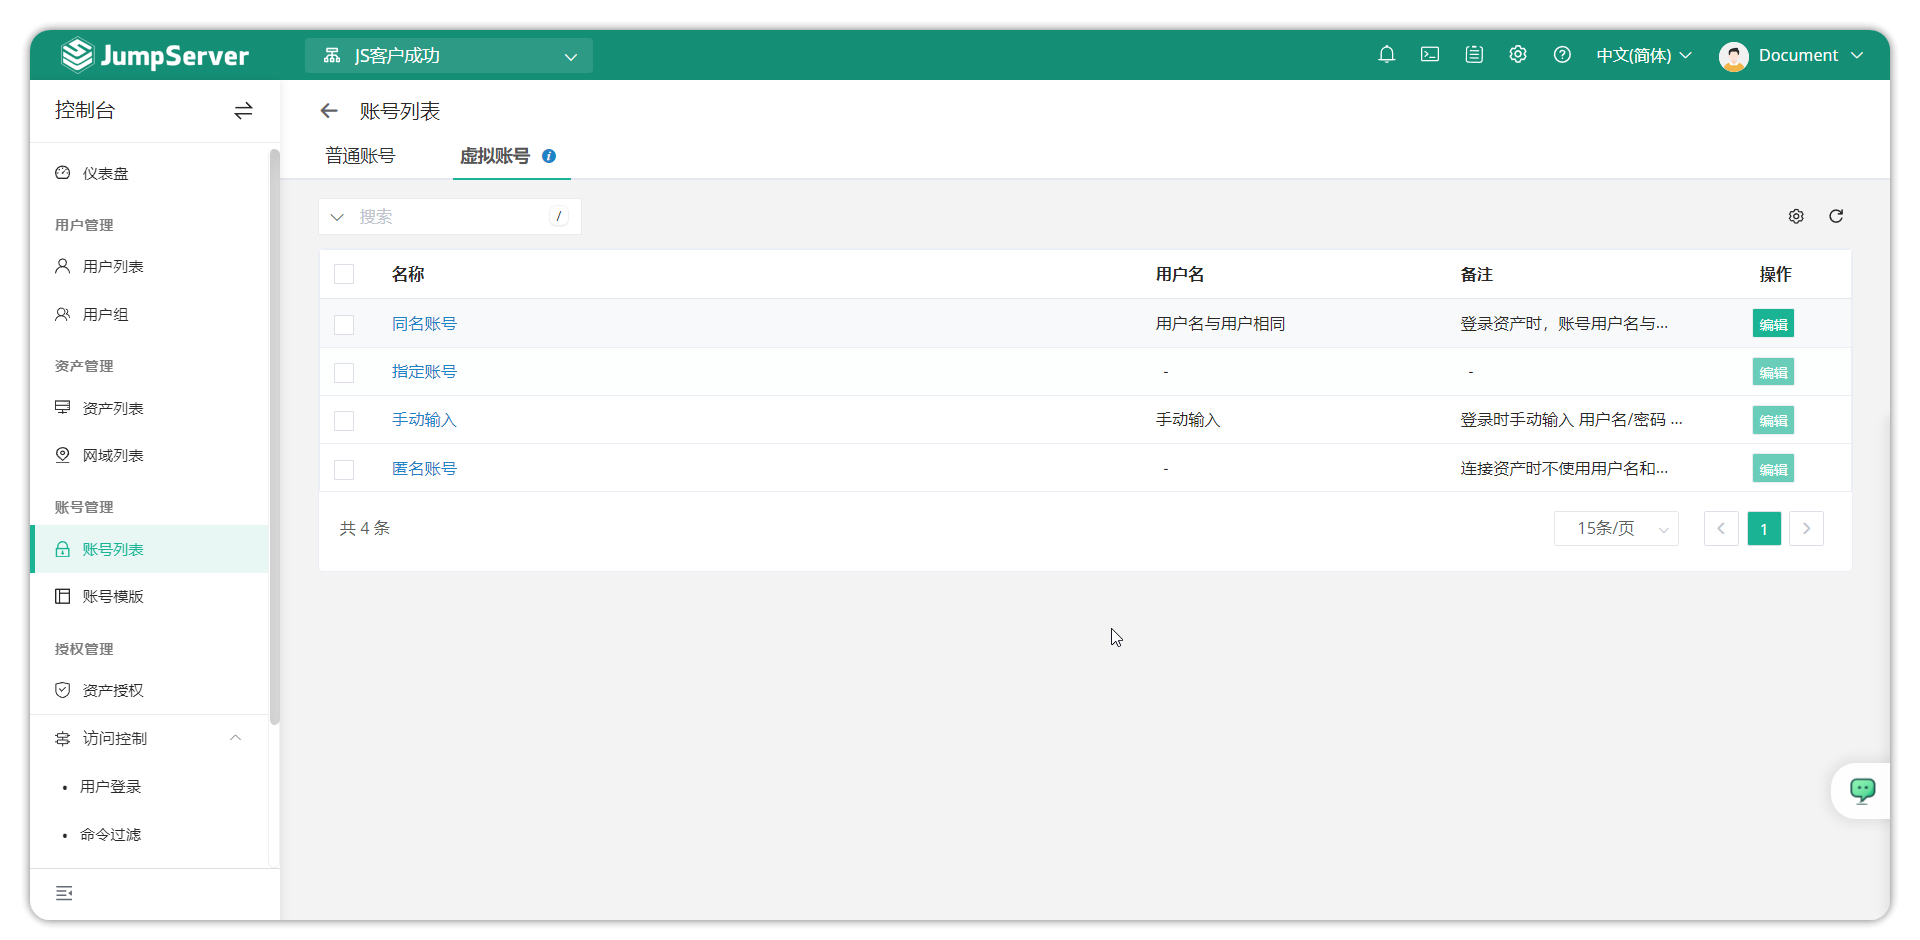 JumpServer
JS客户成功
中文(简体)
Document
控制台
仪表盘
用户管理
用户列表
用户组
资产管理
资产列表
网域列表
账号管理
账号列表
账号模版
授权管理
资产授权
访问控制
用户登录
命令过滤
账号列表
普通账号 虚拟账号
搜索 /
名称 用户名 备注 操作
同名账号 用户名与用户相同 登录资产时，账号用户名与... 编辑
指定账号 - - 编辑
手动输入 手动输入 登录时手动输入 用户名/密码 ... 编辑
匿名账号 - 连接资产时不使用用户名和... 编辑
共 4 条 15条/页 1